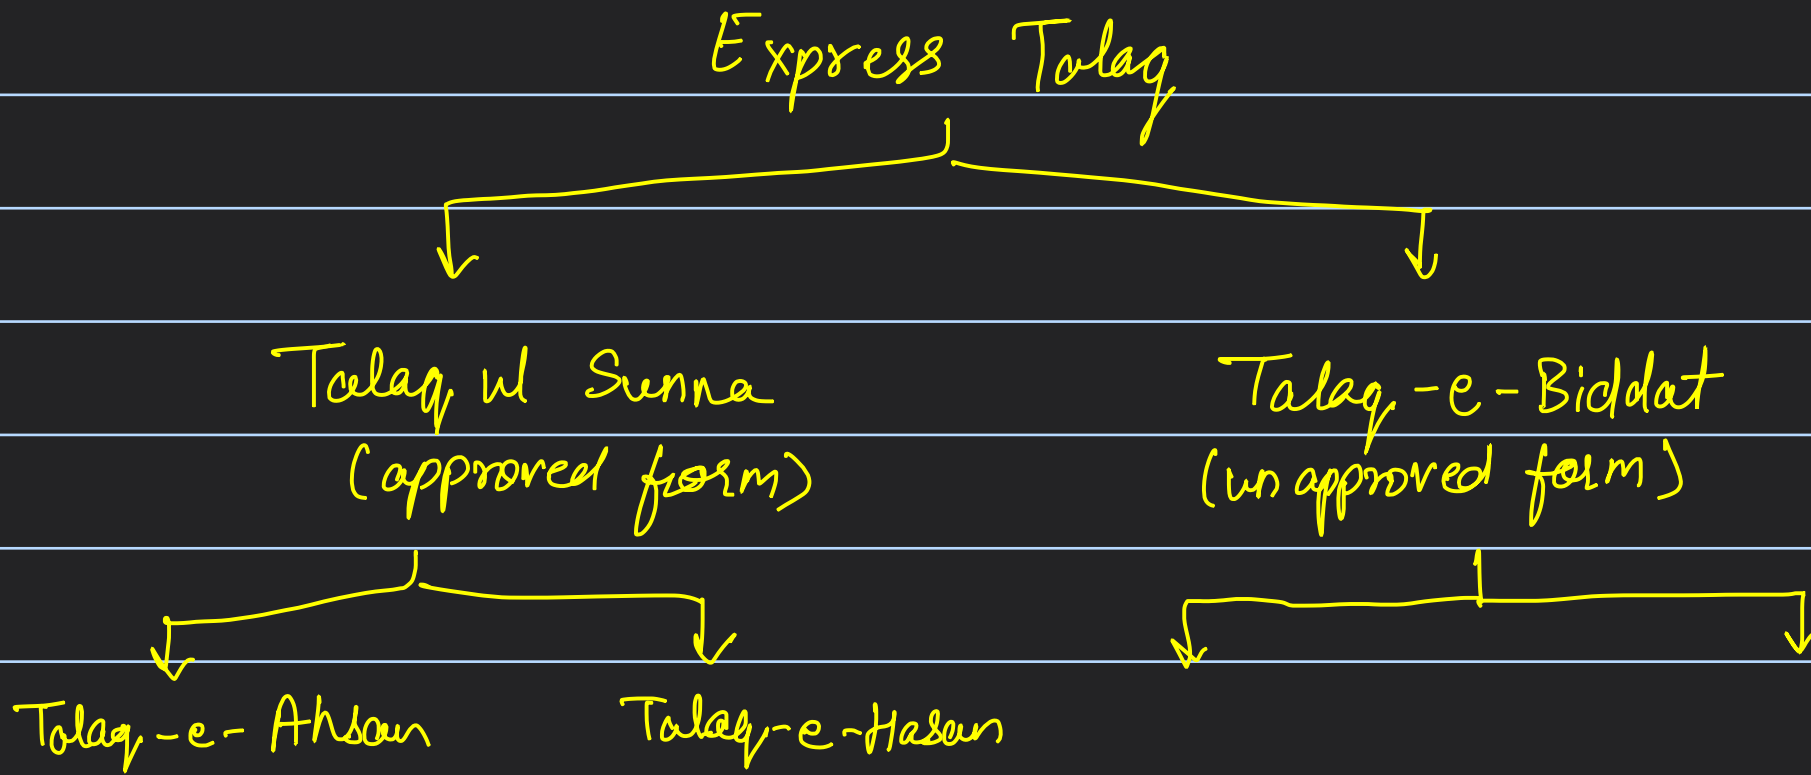 Express Talaq
Talaq ul Sunna
Talaq-e-Biddat
(approved form)
(unapproved form)
Talaq-e-Ahsan
Talaq-e-Hasan